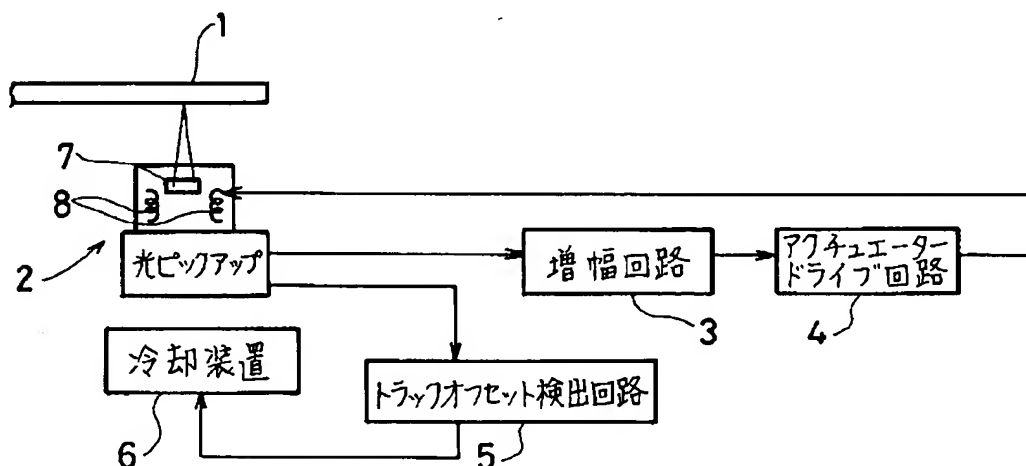 1
7
8
2
光ピックアップ
増幅回路
アクチュエーター
ドライブ回路
3
4
冷却装置
トラックオフセット検出回路
6
5